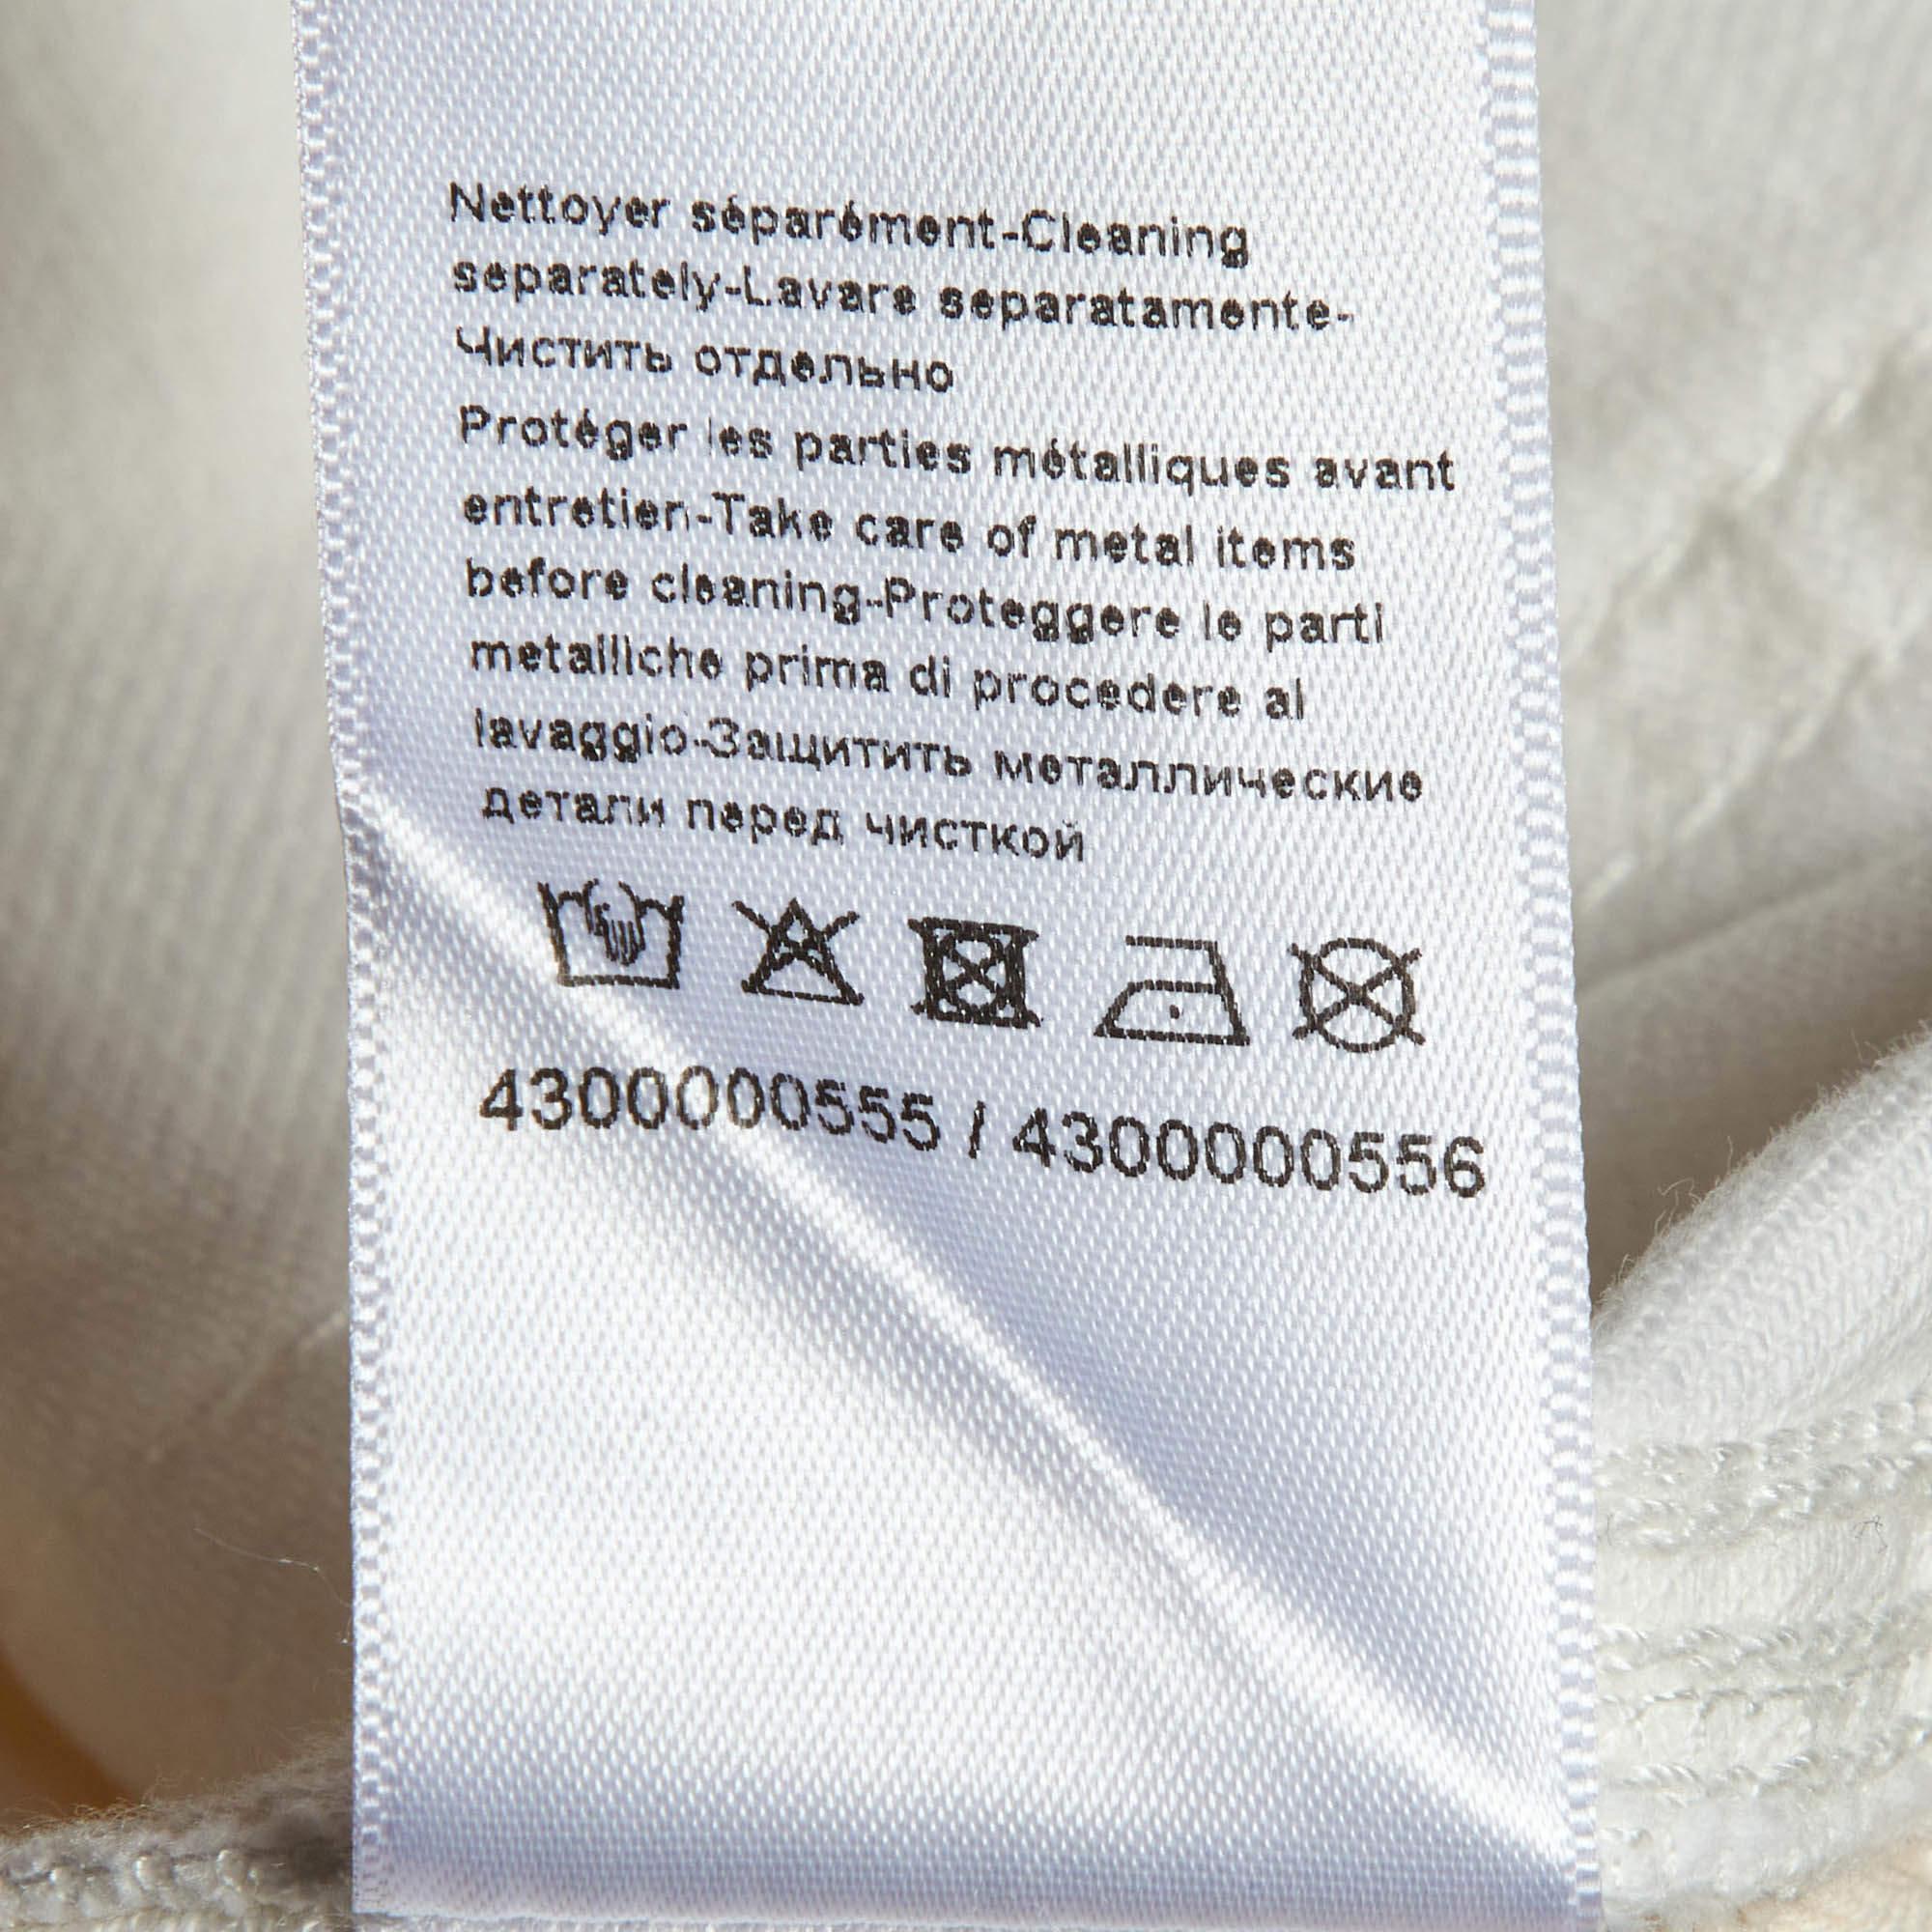 Nettoyer séparément-Cleaning
separately-Lavare separatamente-
Чистить отдельно
Protéger les parties métalliques avant
entretien-Take care of metal items
before cleaning-Proteggere le parti
metalliche prima di procedere al
lavaggio-Защитить металлические
детали перед чисткой
4300000555 / 4300000556